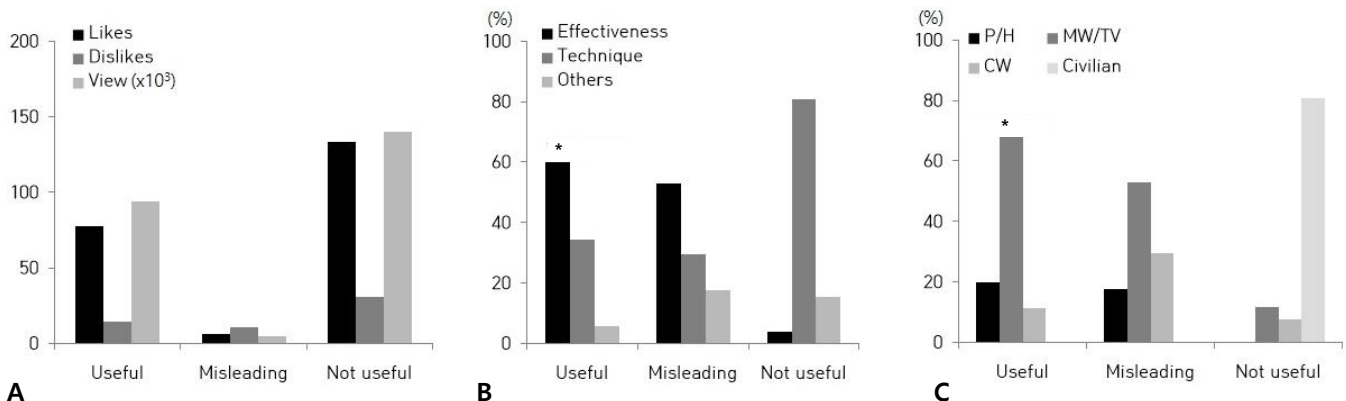 200
150
100
50
0
Likes
Dislikes
View (x10³)
Useful Misleading Not useful
A
(%)
100
80
60
40
20
0
Effectiveness
Technique
Others
*
Useful Misleading Not useful
B
(%)
100
80
60
40
20
0
P/H MW/TV
CW Civilian
*
Useful Misleading Not useful
C